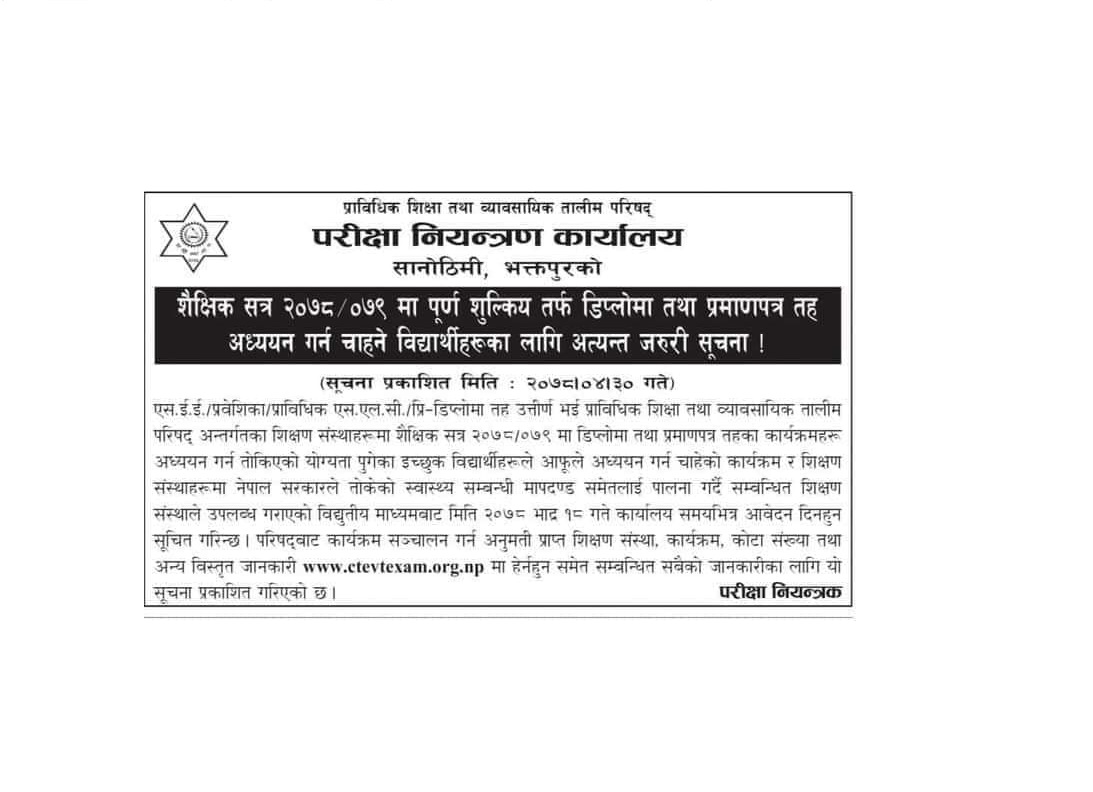 प्राविधिक शिक्षा तथा व्यावसायिक तालीम परिषद्
परीक्षा नियन्त्रण कार्यालय
सानोठिमी, भक्तपुरको
शैक्षिक सत्र २०७८/०७९ मा पूर्ण शुल्किय तर्फ डिप्लोमा तथा प्रमाणपत्र तह
अध्ययन गर्न चाहने विद्यार्थीहरूका लागि अत्यन्त जरुरी सूचना !
(सूचना प्रकाशित मिति : २०७८।०४।३० गते)
एस.ई.ई./प्रवेशिका/प्राविधिक एस.एल.सी./प्रि-डिप्लोमा तह उत्तीर्ण भई प्राविधिक शिक्षा तथा व्यावसायिक तालीम
परिषद् अन्तर्गतका शिक्षण संस्थाहरूमा शैक्षिक सत्र २०७८/०७९ मा डिप्लोमा तथा प्रमाणपत्र तहका कार्यक्रमहरू
अध्ययन गर्न तोकिएको योग्यता पुगेका इच्छुक विद्यार्थीहरूले आफूले अध्ययन गर्न चाहेको कार्यक्रम र शिक्षण
संस्थाहरूमा नेपाल सरकारले तोकेको स्वास्थ्य सम्बन्धी मापदण्ड समेतलाई पालना गर्दै सम्बन्धित शिक्षण
संस्थाले उपलब्ध गराएको विद्युतीय माध्यमबाट मिति २०७८ भाद्र १८ गते कार्यालय समयभित्र आवेदन दिनहुन
सूचित गरिन्छ। परिषद्वाट कार्यक्रम सञ्चालन गर्न अनुमती प्राप्त शिक्षण संस्था, कार्यक्रम, कोटा संख्या तथा
अन्य विस्तृत जानकारी www.ctevtexam.org.np मा हेर्नहुन समेत सम्बन्धित सवैको जानकारीका लागि यो
सूचना प्रकाशित गरिएको छ।
परीक्षा नियन्त्रक